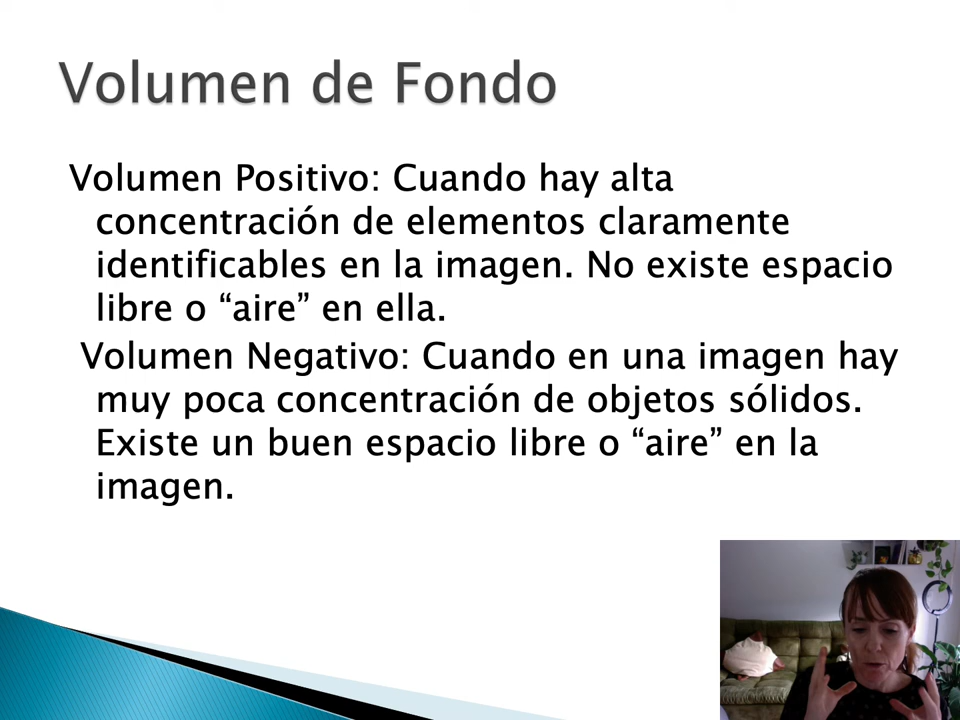 Volumen de Fondo
Volumen Positivo: Cuando hay alta
concentración de elementos claramente
identificables en la imagen. No existe espacio
libre o “aire” en ella.
Volumen Negativo: Cuando en una imagen hay
muy poca concentración de objetos sólidos.
Existe un buen espacio libre o “aire” en la
imagen.